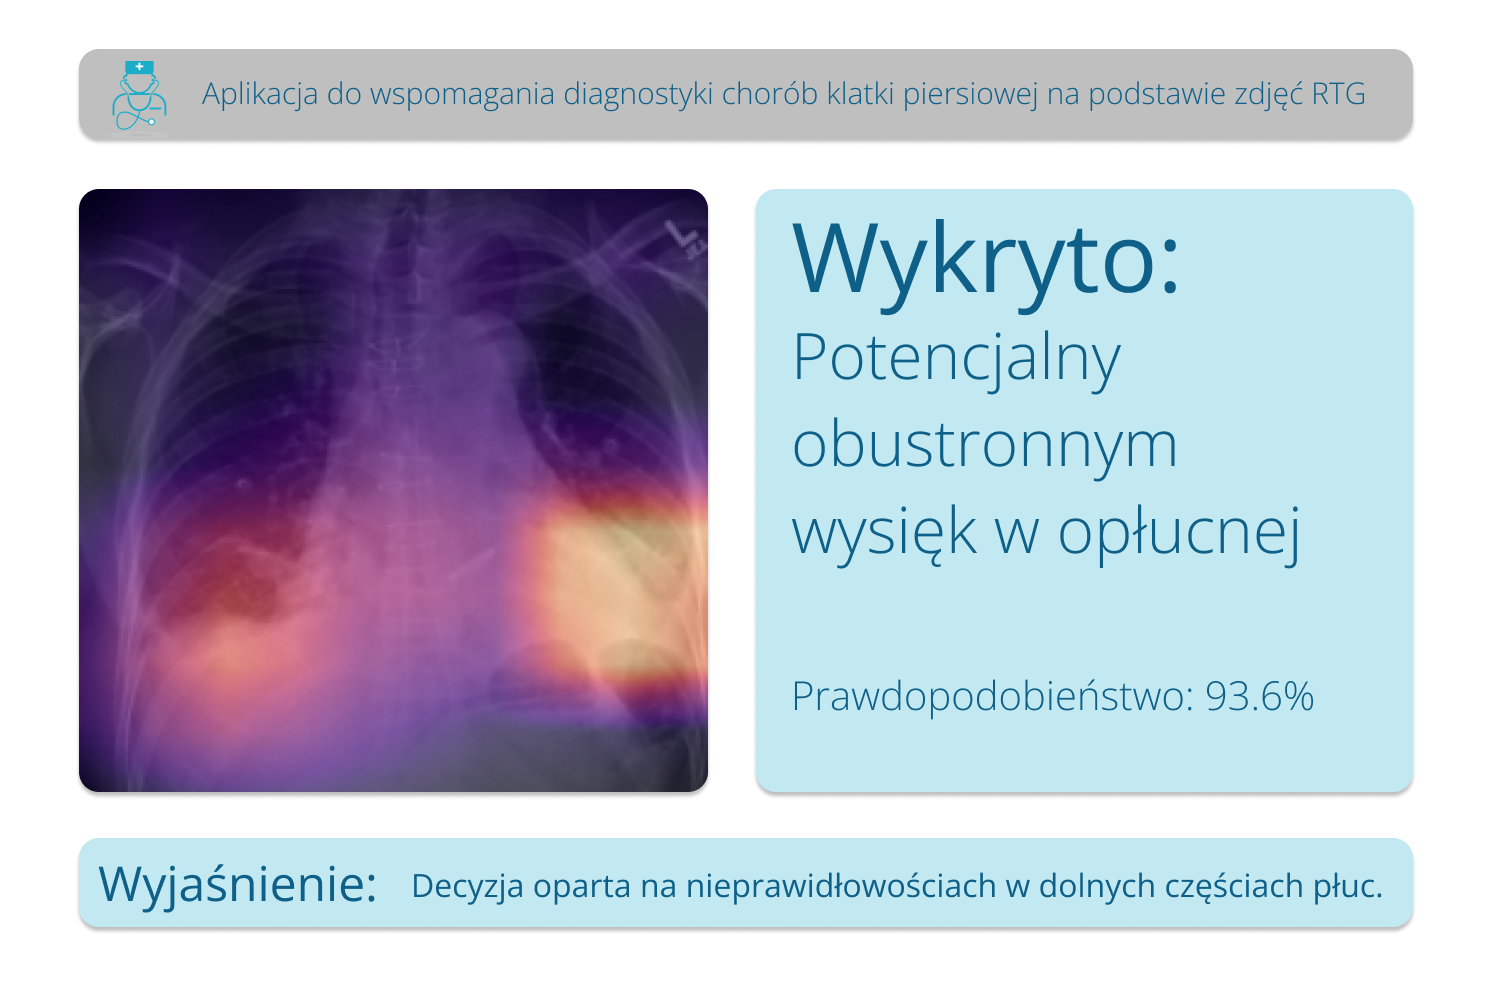 Aplikacja do wspomagania diagnostyki chorób klatki piersiowej na podstawie zdjęć RTG
L
Wykryto:
Potencjalny
obustronnym
wysięk w opłucnej
Prawdopodobieństwo: 93.6%
Wyjaśnienie: Decyzja oparta na nieprawidłowościach w dolnych częściach płuc.